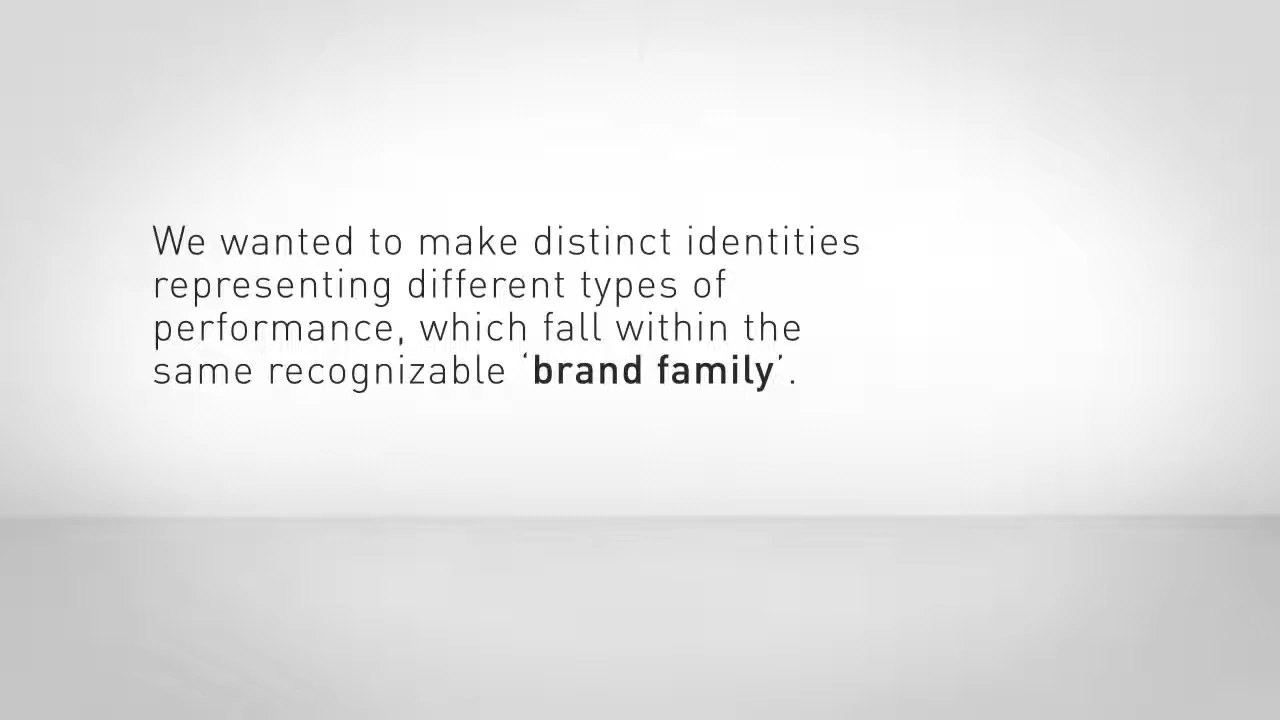 We wanted to make distinct identities
representing different types of
performance, which fall within the
same recognizable ‘brand family’.